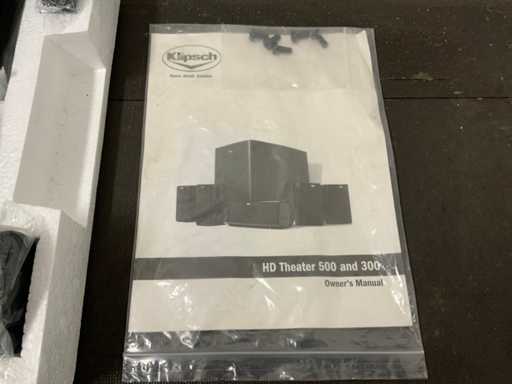 Klipsch
HD Theater 500 and 300
Owner's Manual